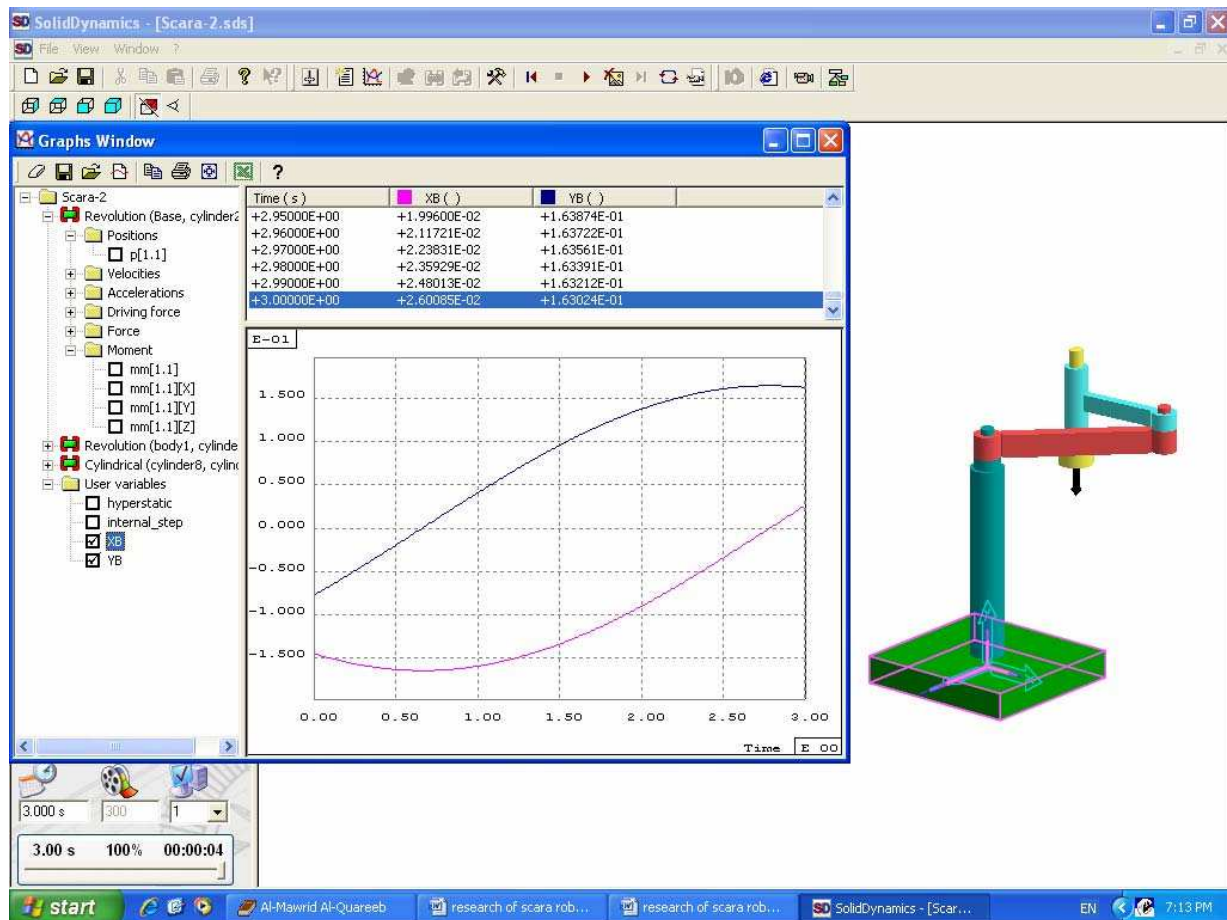 SD SolidDynamics - [Scara-2.sds]
SD File View Window ?
Graphs Window
Scara-2
Revolution (Base, cylinder2
Positions
p[1.1]
Velocities
Accelerations
Driving force
Force
Moment
mm[1.1]
mm[1.1][X]
mm[1.1][Y]
mm[1.1][Z]
Revolution (body1, cylinde
Cylindrical (cylinder8, cylin
User variables
hyperstatic
internal_step
XB
YB
Time ( s ) XB ( ) YB ( )
+2.95000E+00 +1.99600E-02 +1.63874E-01
+2.96000E+00 +2.11721E-02 +1.63722E-01
+2.97000E+00 +2.23831E-02 +1.63561E-01
+2.98000E+00 +2.35929E-02 +1.63391E-01
+2.99000E+00 +2.48013E-02 +1.63212E-01
+3.00000E+00 +2.60085E-02 +1.63024E-01
E-01
1.500
1.000
0.500
0.000
-0.500
-1.000
-1.500
0.00 0.50 1.00 1.50 2.00 2.50 3.00
Time E 00
3.000 s 300 1
3.00 s 100% 00:00:04
start Al-Mawrid Al-Quareeb research of scara rob... research of scara rob... SD SolidDynamics - [Scar... EN 7:13 PM